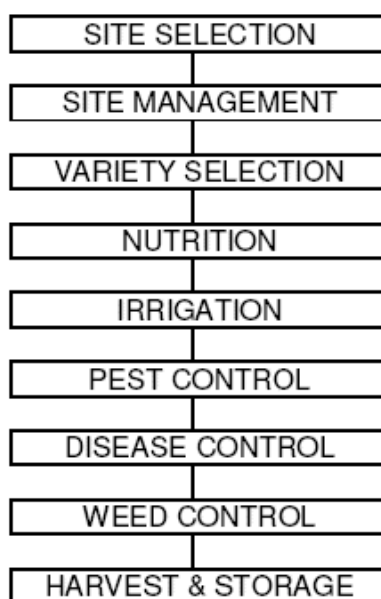 SITE SELECTION
SITE MANAGEMENT
VARIETY SELECTION
NUTRITION
IRRIGATION
PEST CONTROL
DISEASE CONTROL
WEED CONTROL
HARVEST & STORAGE